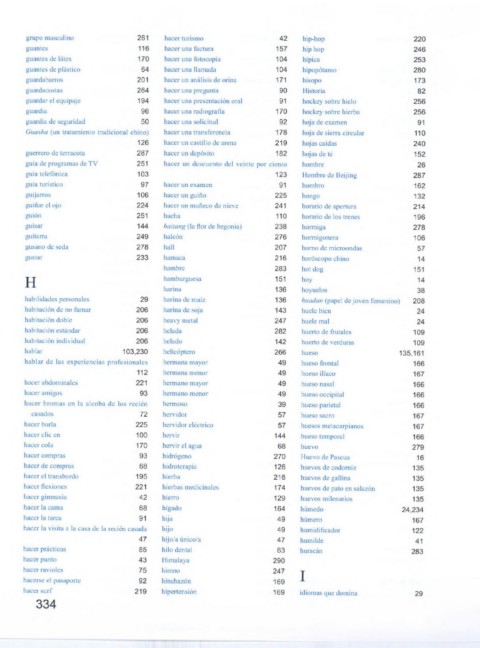 grupo masculino 281
guantes 116
guantes de látex 170
guantes de plástico 64
guardabarros 201
guardacostas 264
guardar el equipaje 194
guardia 96
guardia de seguridad 50
(un tratamiento tradicional chino)
126
guerrero de terracota 287
guía de programas de TV 251
guía telefónica 103
guía turístico 97
guijarros 106
guiñar el ojo 224
guión 251
guisar 144
guitarra 249
gusano de seda 278
gustar 233
H
habilidades personales 29
habitación de no fumar 206
habitación doble 206
habitación estándar 206
habitación individual 206
hablar 103,230
hablar de las experiencias profesionales
112
hacer abdominales 221
hacer amigos 93
hacer bromas en la alcoba de los recién
casados 72
hacer burla 225
hacer clic en 100
hacer cola 170
hacer compras 93
hacer de compras 68
hacer el transbordo 195
hacer flexiones 221
hacer gimnasia 42
hacer la cama 68
hacer la tarea 91
hacer la visita a la casa de la recién casada
47
hacer prácticas 85
hacer punto 43
hacer ravioles 75
hacerse el pasaporte 92
hacer surf 219
334
hacer turismo 42
hacer una factura 157
hacer una fotocopia 104
hacer una llamada 104
hacer un análisis de orina 171
hacer una pregunta 90
hacer una presentación oral 91
hacer una radiografía 170
hacer una solicitud 92
hacer una transferencia 178
hacer un castillo de arena 219
hacer un depósito 182
hacer un descuento del veinte por ciento
123
hacer un examen 91
hacer un guiño 225
hacer un muñeco de nieve 241
hacha 110
haitang (le flor de begonia) 238
halcón 276
hall 207
hamaca 216
hambre 283
hamburguesa 151
harina 136
harina de maíz 136
harina de soja 143
heavy metal 247
helada 282
helado 142
helicóptero 266
hermana mayor 49
hermana menor 49
hermano mayor 49
hermano menor 49
hermoso 39
hervidor 57
hervidor eléctrico 57
hervir 144
hervir el agua 68
hidrógeno 270
hidroterapia 126
hierba 216
hierbas medicinales 174
hierro 129
hígado 164
hija 49
hijo 49
hijo/a único/a 47
hilo dental 63
Himalaya 290
himno 247
hinchazón 169
hipertensión 169
hip-hop 220
hip hop 246
hípica 253
hipopótamo 280
hisopo 173
Historia 82
hockey sobre hielo 256
hockey sobre hierba 256
hoja de examen 91
hoja de sierra circular 110
hojas caídas 240
hojas de té 152
hombre 26
Hombre de Beijing 287
hombro 162
hongo 132
horario de apertura 214
horario de los trenes 196
hormiga 278
hormigonera 106
horno de microondas 57
horóscopo chino 14
hot dog 151
hoy 14
hoyuelos 38
(papel de joven femenino) 208
huele bien 24
huele mal 24
huerto de frutales 109
huerto de verduras 109
hueso 135,161
hueso frontal 166
hueso ilíaco 167
hueso nasal 166
hueso occipital 166
hueso parietal 166
hueso sacro 167
huesos metacarpianos 167
hueso temporal 166
huevo 279
Huevo de Pascua 16
huevos de codorniz 135
huevos de gallina 135
huevos de pato en salazón 135
huevos milenarios 135
húmedo 24,234
húmero 167
humidificador 122
humilde 41
huracán 283
I
idiomas que domina 29